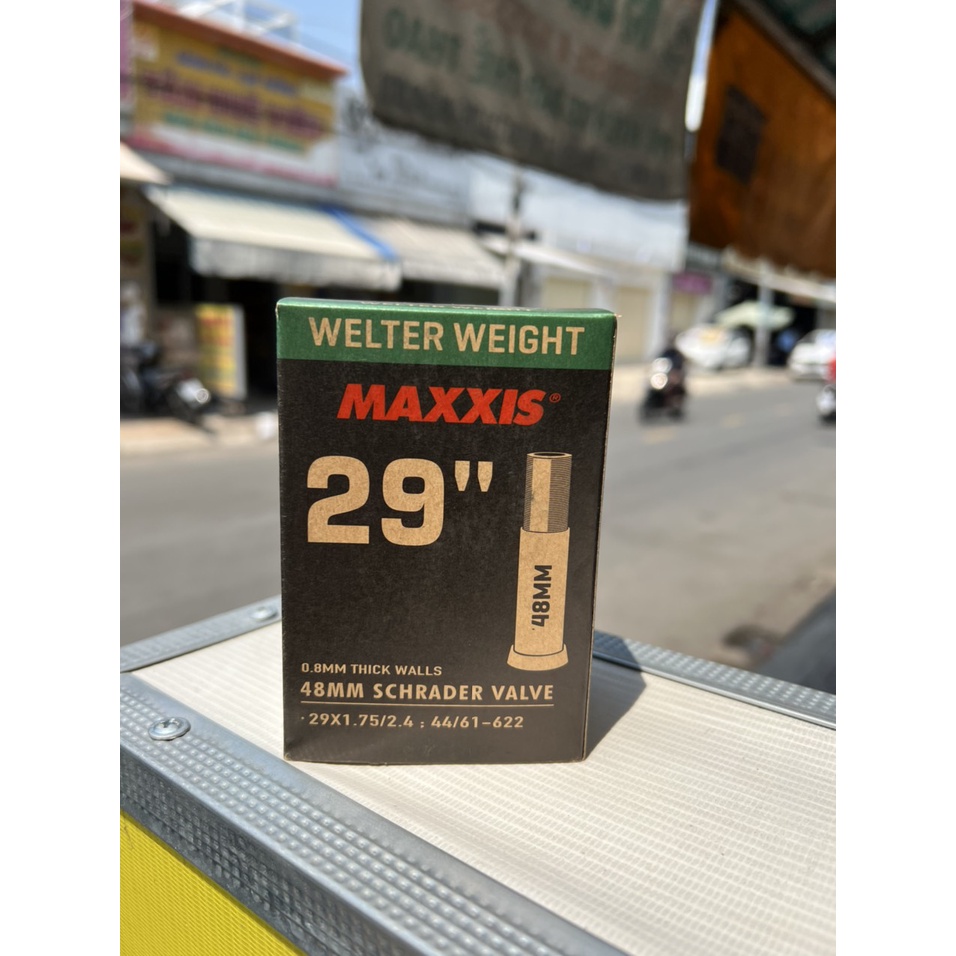 WELTER WEIGHT
MAXXIS®
29"
48MM
0.8MM THICK WALLS
48MM SCHRADER VALVE
· 29X1.75/2.4 ; 44/61-622